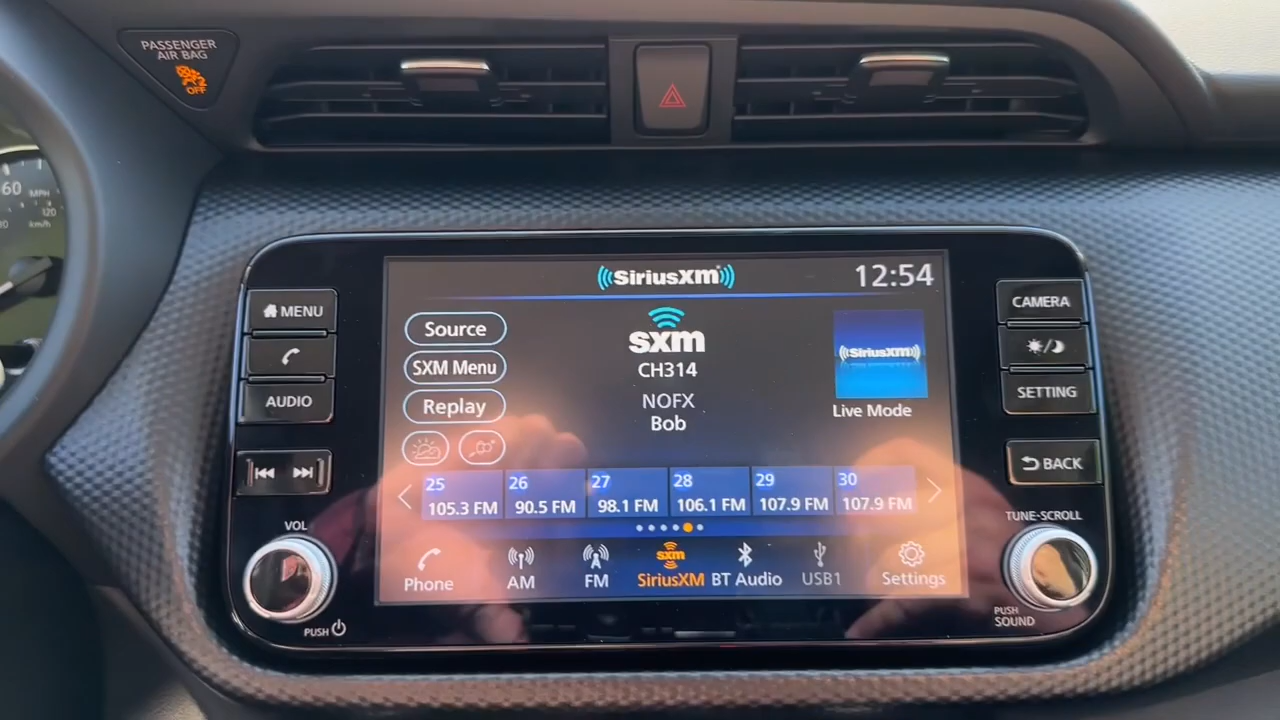 PASSENGER
AIR BAG
2
OFF
60
MPH
120
km/h
SiriusXM
12:54
MENU
CAMERA
Source
SXM Menu
Replay
sxm
CH314
NOFX
Bob
SiriusXM
Live Mode
AUDIO
SETTING
BACK
25
105.3 FM
26
90.5 FM
27
98.1 FM
28
106.1 FM
29
107.9 FM
30
107.9 FM
VOL
TUNE-SCROLL
Phone
AM
FM
sxm
SiriusXM
BT Audio
USB1
Settings
PUSH
PUSH
SOUND